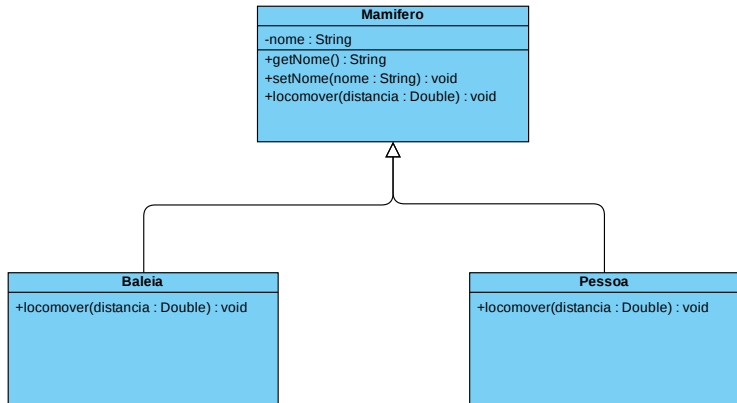 Mamifero
-nome : String
+getNome() : String
+setNome(nome : String) : void
+locomover(distancia : Double) : void
Baleia
+locomover(distancia : Double) : void
Pessoa
+locomover(distancia : Double) : void